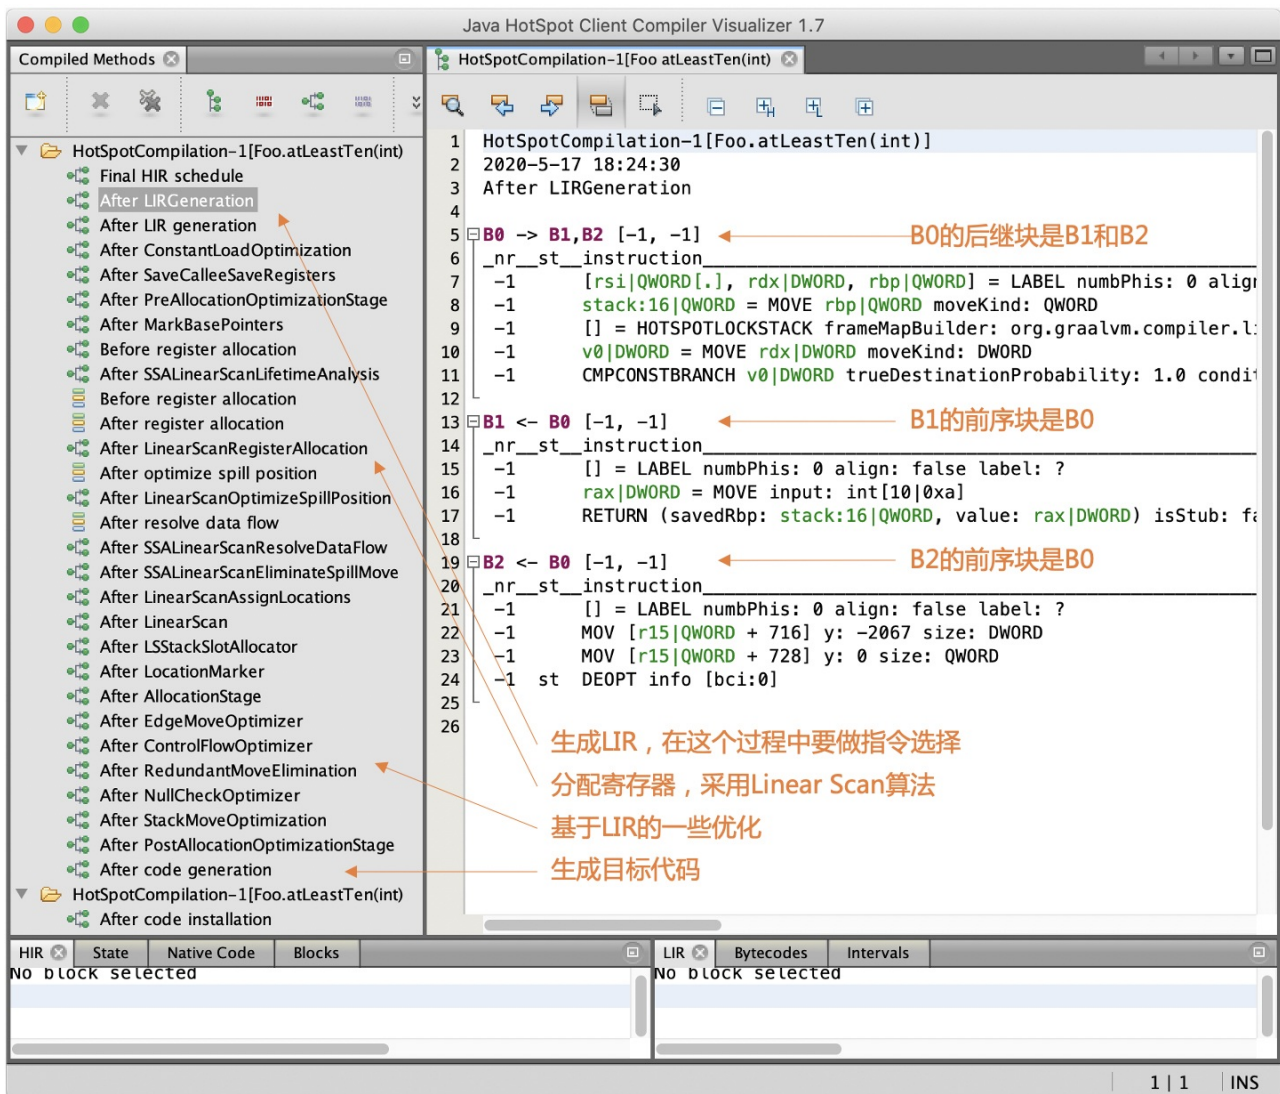 Java HotSpot Client Compiler Visualizer 1.7
Compiled Methods
HotSpotCompilation-1[Foo.atLeastTen(int)
Final HIR schedule
After LIRGeneration
After LIR generation
After ConstantLoadOptimization
After SaveCalleeSaveRegisters
After PreAllocationOptimizationStage
After MarkBasePointers
Before register allocation
After SSALinearScanLifetimeAnalysis
Before register allocation
After register allocation
After LinearScanRegisterAllocation
After optimize spill position
After LinearScanOptimizeSpillPosition
After resolve data flow
After SSALinearScanResolveDataFlow
After SSALinearScanEliminateSpillMove
After LinearScanAssignLocations
After LinearScan
After LSStackSlotAllocator
After LocationMarker
After AllocationStage
After EdgeMoveOptimizer
After ControlFlowOptimizer
After RedundantMoveElimination
After NullCheckOptimizer
After StackMoveOptimization
After PostAllocationOptimizationStage
After code generation
HotSpotCompilation-1[Foo.atLeastTen(int)
After code installation
HotSpotCompilation-1[Foo atLeastTen(int)
1 HotSpotCompilation-1[Foo.atLeastTen(int)]
2 2020-5-17 18:24:30
3 After LIRGeneration
4
5 B0 -> B1,B2 [-1, -1] B0的后继块是B1和B2
6 _nr__st__instruction
7 -1 [rsi|QWORD[.], rdx|DWORD, rbp|QWORD] = LABEL numbPhis: 0 align
8 -1 stack:16|QWORD = MOVE rbp|QWORD moveKind: QWORD
9 -1 [] = HOTSPOTLOCKSTACK frameMapBuilder: org.graalvm.compiler.l
10 -1 v0|DWORD = MOVE rdx|DWORD moveKind: DWORD
11 -1 CMPCONSTBRANCH v0|DWORD trueDestinationProbability: 1.0 condit
12
13 B1 <- B0 [-1, -1] B1的前序块是B0
14 _nr__st__instruction
15 -1 [] = LABEL numbPhis: 0 align: false label: ?
16 -1 rax|DWORD = MOVE input: int[10|0xa]
17 -1 RETURN (savedRbp: stack:16|QWORD, value: rax|DWORD) isStub: fa
18
19 B2 <- B0 [-1, -1] B2的前序块是B0
20 _nr__st__instruction
21 -1 [] = LABEL numbPhis: 0 align: false label: ?
22 -1 MOV [r15|QWORD + 716] y: -2067 size: DWORD
23 -1 MOV [r15|QWORD + 728] y: 0 size: QWORD
24 -1 st DEOPT info [bci:0]
25
26
生成LIR，在这个过程中要做指令选择
分配寄存器，采用Linear Scan算法
基于LIR的一些优化
生成目标代码
HIR State Native Code Blocks
No block selected
LIR Bytecodes Intervals
No block selected
1 | 1 INS